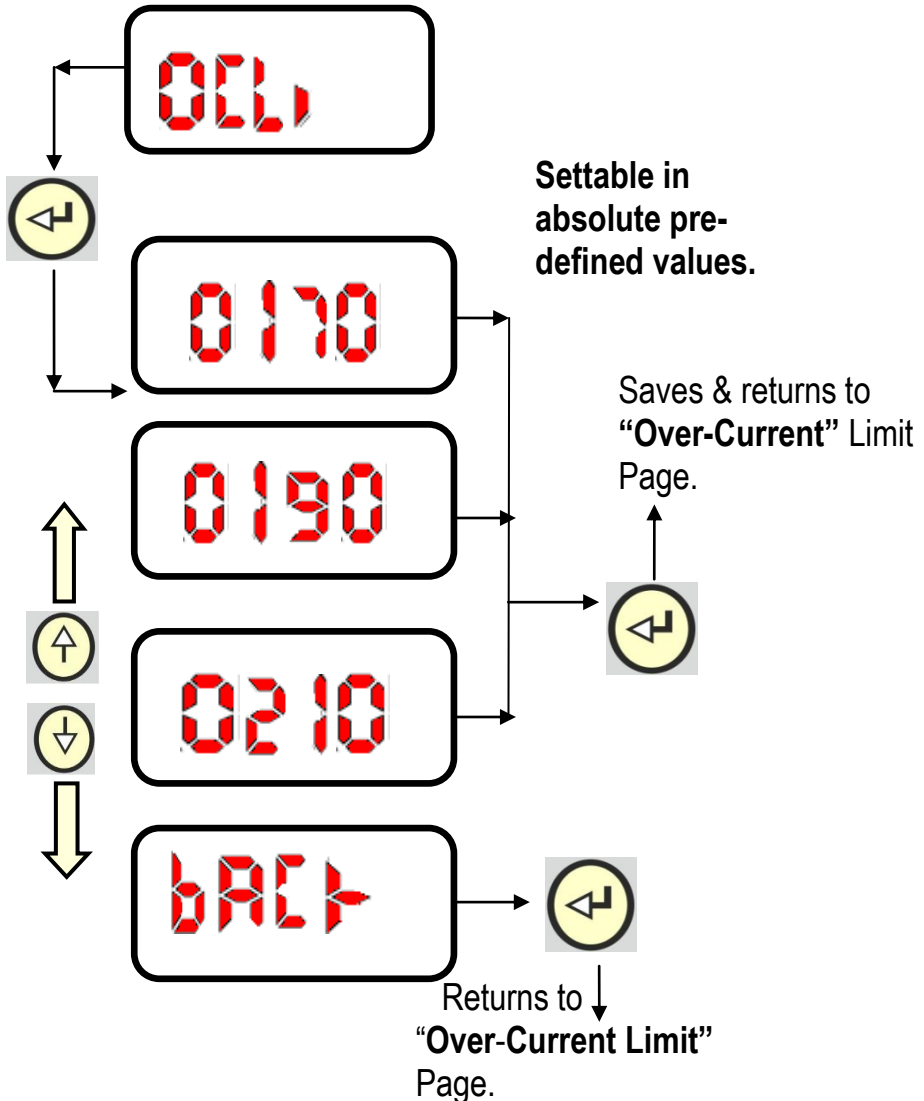 OCLi
Settable in
absolute pre-
defined values.
0170
Saves & returns to
“Over-Current” Limit
Page.
0190
0210
bACk
Returns to
“Over-Current Limit”
Page.